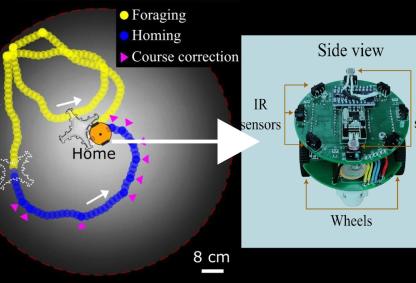 Foraging
Homing
Course correction
Home
8 cm
Side view
IR
sensors
Wheels